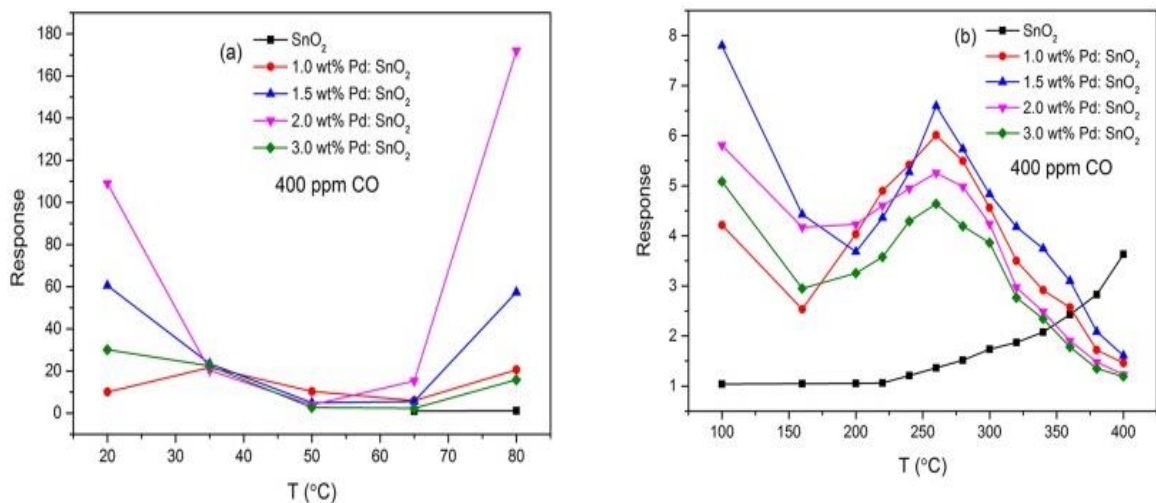 (a)
SnO₂
1.0 wt% Pd: SnO₂
1.5 wt% Pd: SnO₂
2.0 wt% Pd: SnO₂
3.0 wt% Pd: SnO₂
400 ppm CO
Response
180
160
140
120
100
80
60
40
20
0
20 30 40 50 60 70 80
T (°C)
(b)
SnO₂
1.0 wt% Pd: SnO₂
1.5 wt% Pd: SnO₂
2.0 wt% Pd: SnO₂
3.0 wt% Pd: SnO₂
400 ppm CO
Response
8
7
6
5
4
3
2
1
100 150 200 250 300 350 400
T (°C)